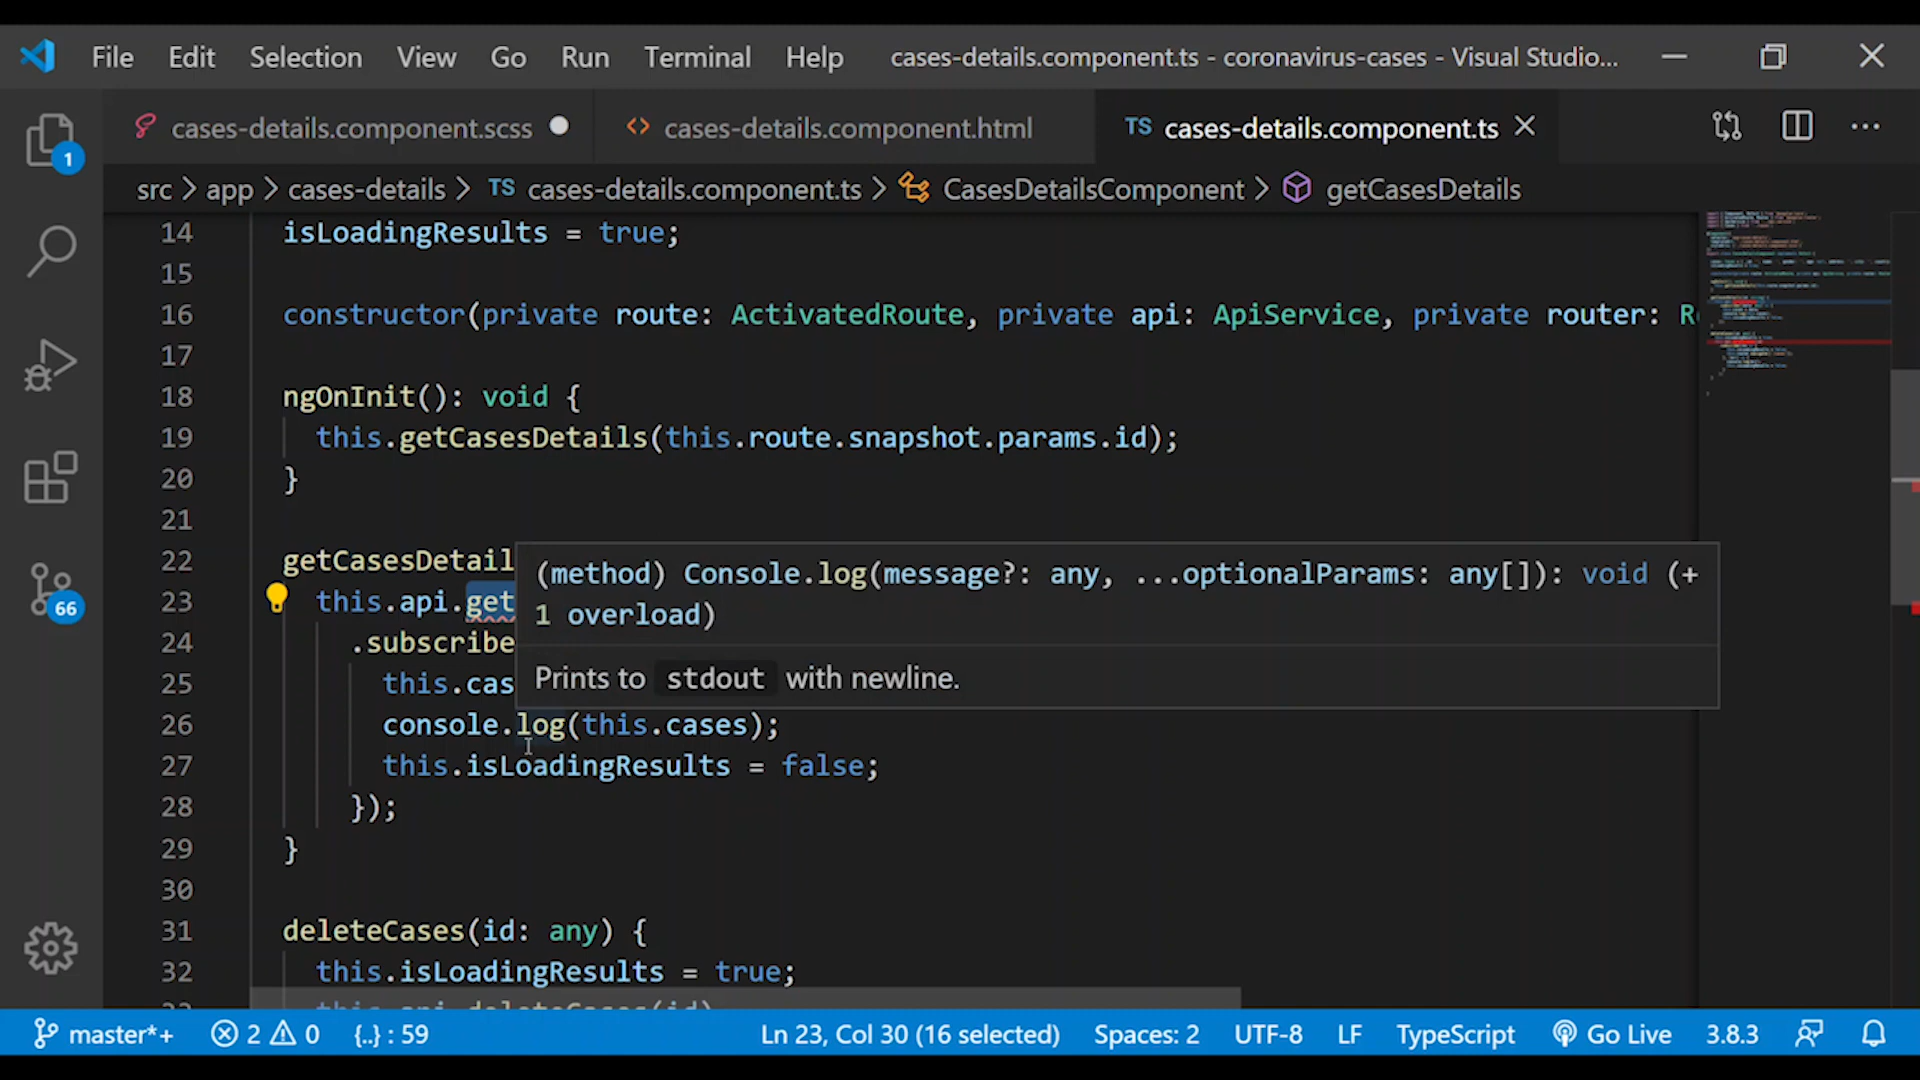 File Edit Selection View Go Run Terminal Help cases-details.component.ts - coronavirus-cases - Visual Studio...
cases-details.component.scss cases-details.component.html TS cases-details.component.ts
1
src > app > cases-details > TS cases-details.component.ts > CasesDetailsComponent > getCasesDetails
14 isLoadingResults = true;
15
16 constructor(private route: ActivatedRoute, private api: ApiService, private router: R
17
18 ngOnInit(): void {
19 this.getCasesDetails(this.route.snapshot.params.id);
20 }
21
22 getCasesDetail
(method) Console.log(message?: any, ...optionalParams: any[]): void (+
1 overload)
23 this.api.get
24 .subscribe
Prints to stdout with newline.
25 this.cas
26 console.log(this.cases);
27 this.isLoadingResults = false;
28 });
29 }
30
31 deleteCases(id: any) {
32 this.isLoadingResults = true;
this.api.deleteCases(id)
66
master*+ 2 0 {..} : 59 Ln 23, Col 30 (16 selected) Spaces: 2 UTF-8 LF TypeScript Go Live 3.8.3